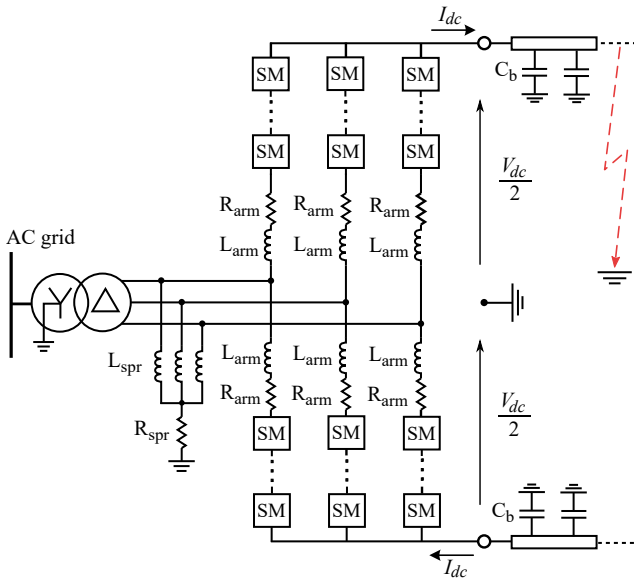 I_dc
SM SM SM
C_b
SM SM SM
V_dc
2
R_arm R_arm R_arm
AC grid
L_arm L_arm L_arm
L_spr
L_arm L_arm L_arm
R_arm R_arm R_arm
V_dc
2
R_spr
SM SM SM
SM SM SM
C_b
I_dc